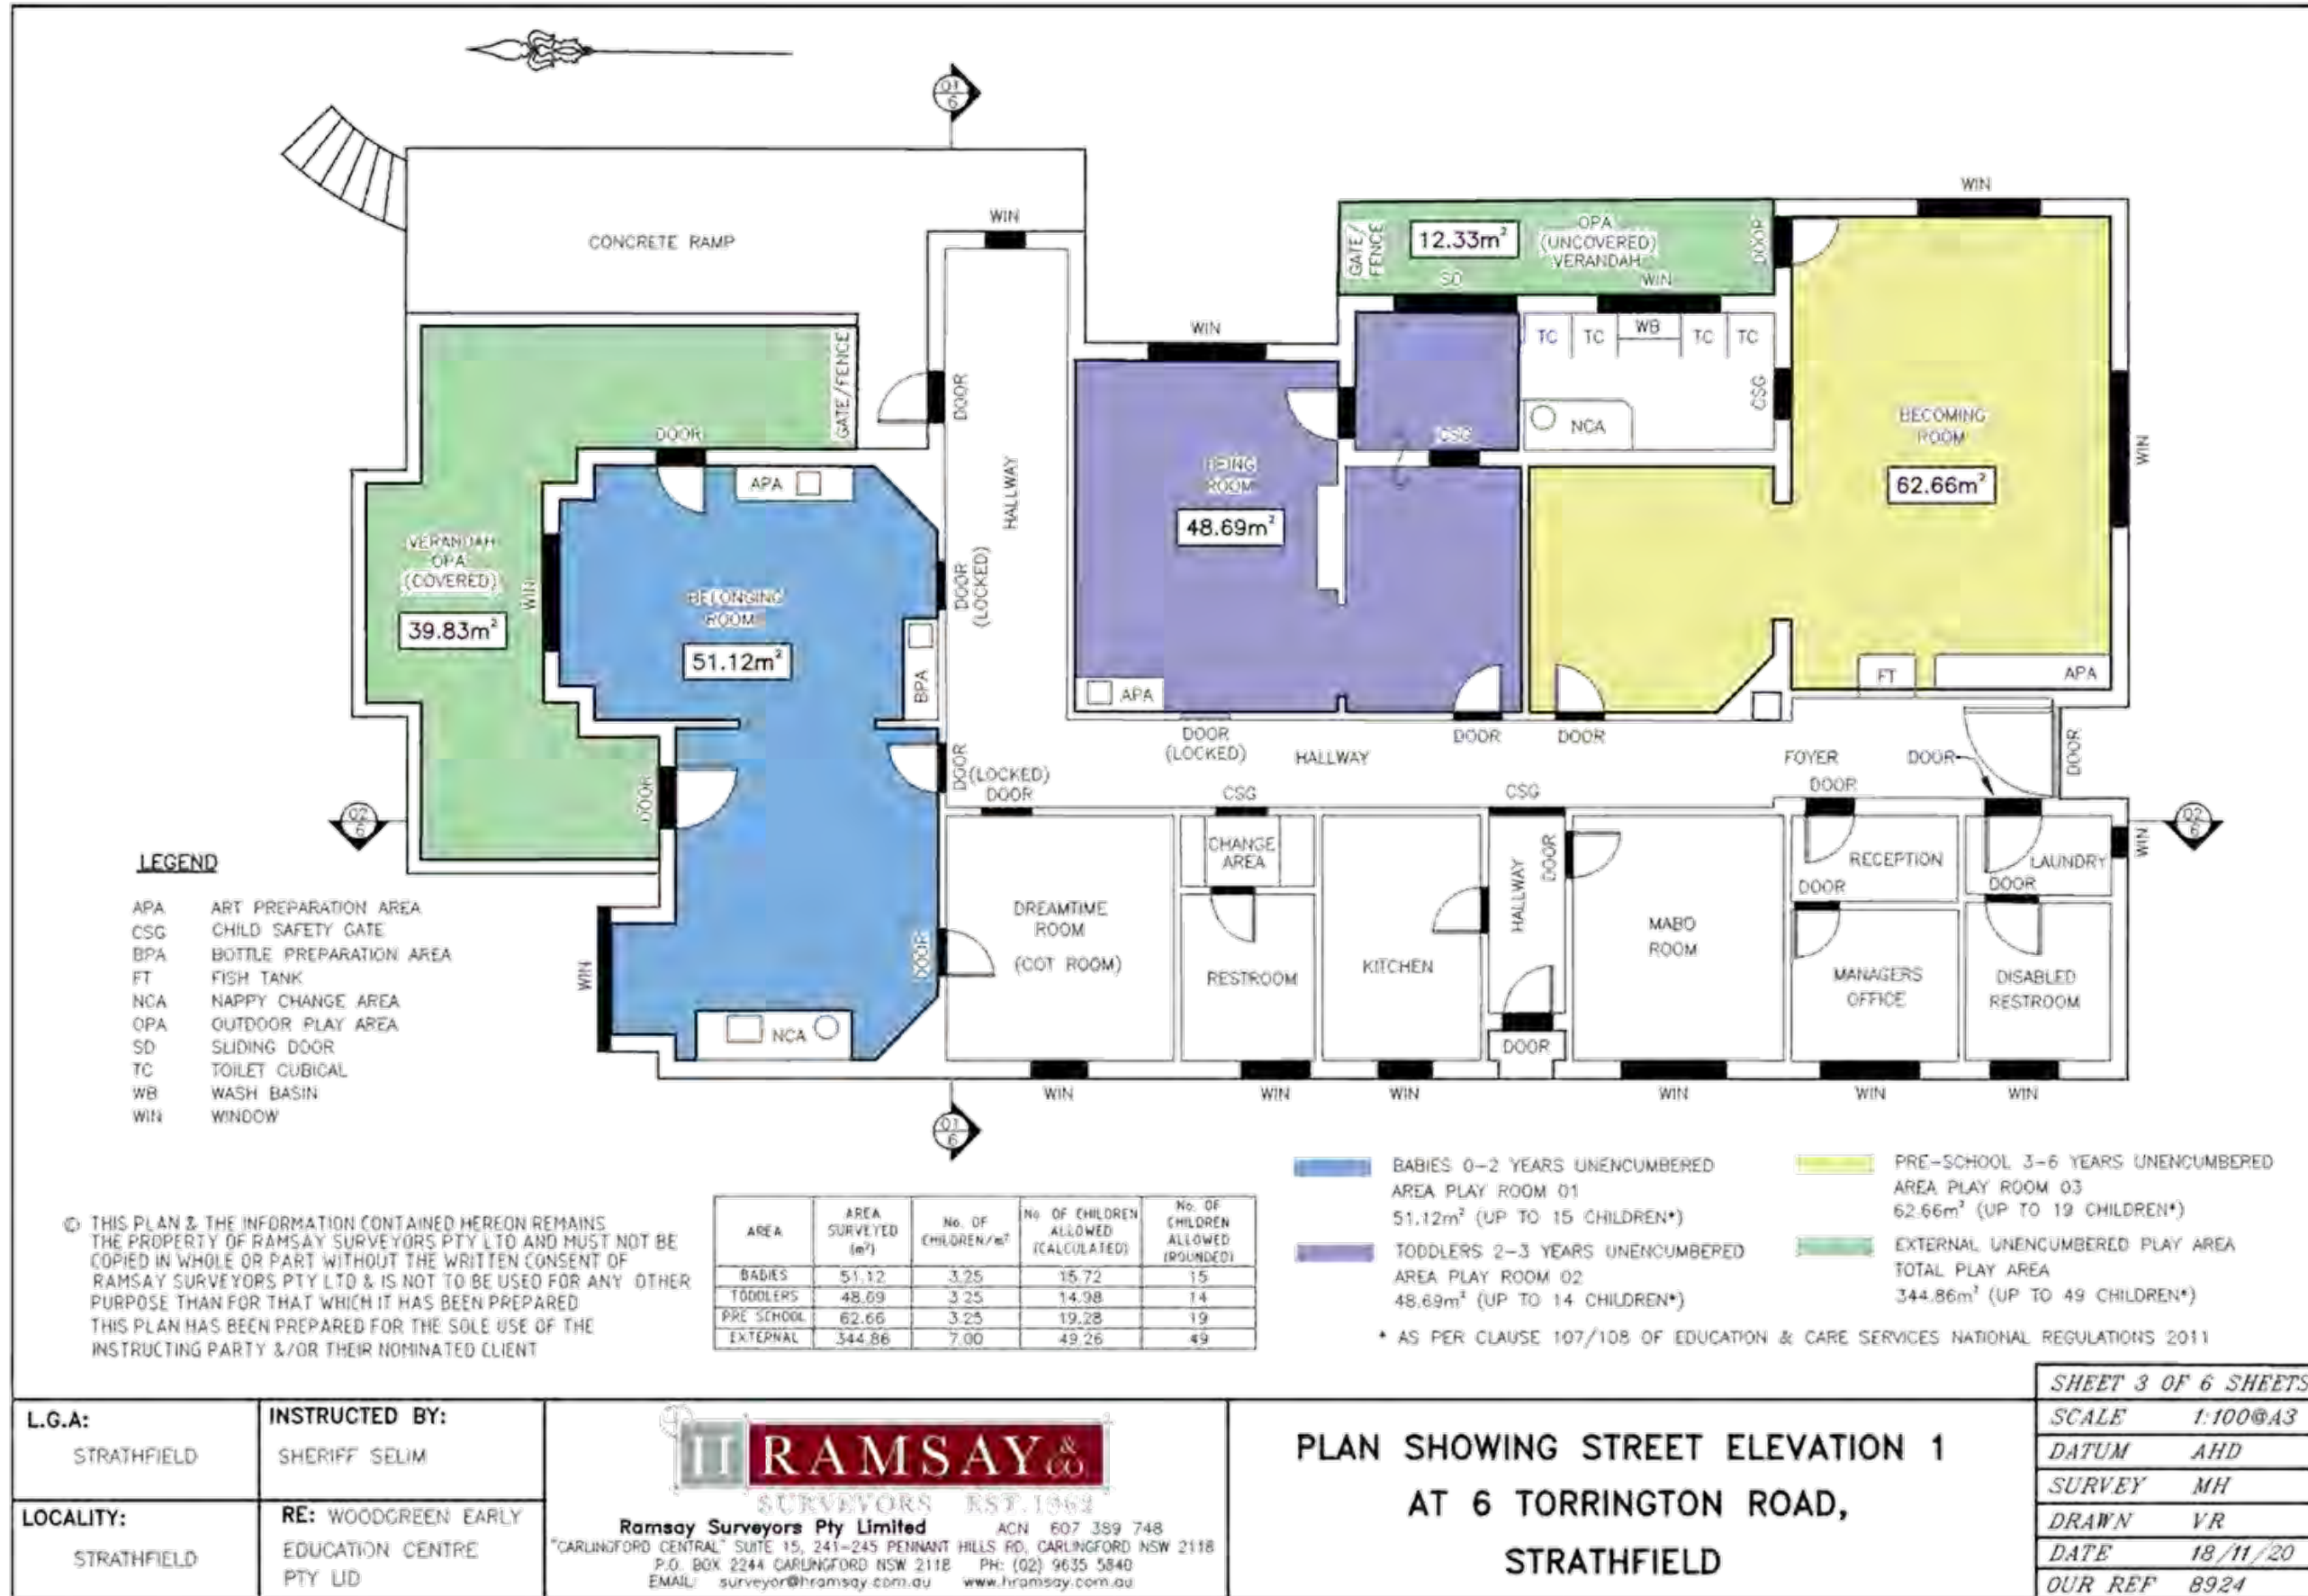 01
6
WIN
CONCRETE RAMP
WIN
GATE/
FENCE
12.33m²
OPA
(UNCOVERED)
VERANDAH
DOOR
SD
WIN
WIN
TC
TC
WB
TC
TC
GATE/FENCE
DOOR
CSG
NCA
CSG
BECOMING
ROOM
62.66m²
WIN
DOOR
APA
HALLWAY
BEING
ROOM
48.69m²
VERANDAH
OPA
(COVERED)
39.83m²
WIN
BELONGING
ROOM
51.12m²
DOOR
(LOCKED)
BPA
APA
FT
APA
DOOR
(LOCKED)
HALLWAY
DOOR
DOOR
FOYER
DOOR
DOOR
DOOR
DOOR
(LOCKED)
DOOR
CSG
CSG
DOOR
02
6
02
6
WIN
CHANGE
AREA
HALLWAY
DOOR
RECEPTION
LAUNDRY
DOOR
DOOR
DREAMTIME
ROOM
(COT ROOM)
RESTROOM
KITCHEN
MABO
ROOM
MANAGERS
OFFICE
DISABLED
RESTROOM
DOOR
WIN
NCA
DOOR
WIN
WIN
WIN
WIN
WIN
WIN
01
6
LEGEND
APA ART PREPARATION AREA
CSG CHILD SAFETY GATE
BPA BOTTLE PREPARATION AREA
FT FISH TANK
NCA NAPPY CHANGE AREA
OPA OUTDOOR PLAY AREA
SD SLIDING DOOR
TC TOILET CUBICAL
WB WASH BASIN
WIN WINDOW
© THIS PLAN & THE INFORMATION CONTAINED HEREON REMAINS
THE PROPERTY OF RAMSAY SURVEYORS PTY LTD AND MUST NOT BE
COPIED IN WHOLE OR PART WITHOUT THE WRITTEN CONSENT OF
RAMSAY SURVEYORS PTY LTD & IS NOT TO BE USED FOR ANY OTHER
PURPOSE THAN FOR THAT WHICH IT HAS BEEN PREPARED
THIS PLAN HAS BEEN PREPARED FOR THE SOLE USE OF THE
INSTRUCTING PARTY &/OR THEIR NOMINATED CLIENT
AREA AREA SURVEYED (m²) No. OF CHILDREN/m² No. OF CHILDREN ALLOWED (CALCULATED) No. OF CHILDREN ALLOWED (ROUNDED)
BABIES 51.12 3.25 15.72 15
TODDLERS 48.69 3.25 14.98 14
PRE SCHOOL 62.66 3.25 19.28 19
EXTERNAL 344.86 7.00 49.26 49
BABIES 0-2 YEARS UNENCUMBERED
AREA PLAY ROOM 01
51.12m² (UP TO 15 CHILDREN*)
TODDLERS 2-3 YEARS UNENCUMBERED
AREA PLAY ROOM 02
48.69m² (UP TO 14 CHILDREN*)
PRE-SCHOOL 3-6 YEARS UNENCUMBERED
AREA PLAY ROOM 03
62.66m² (UP TO 19 CHILDREN*)
EXTERNAL UNENCUMBERED PLAY AREA
TOTAL PLAY AREA
344.86m² (UP TO 49 CHILDREN*)
* AS PER CLAUSE 107/108 OF EDUCATION & CARE SERVICES NATIONAL REGULATIONS 2011
L.G.A:
STRATHFIELD
INSTRUCTED BY:
SHERIFF SELIM
LOCALITY:
STRATHFIELD
RE: WOODGREEN EARLY
EDUCATION CENTRE
PTY LTD
H RAMSAY & CO
SURVEYORS EST.1962
Ramsay Surveyors Pty Limited ACN 607 389 748
"CARLINGFORD CENTRAL" SUITE 15, 241-245 PENNANT HILLS RD, CARLINGFORD NSW 2118
P.O. BOX 2244 CARLINGFORD NSW 2118 PH: (02) 9635 5840
EMAIL: surveyor@hramsay.com.au www.hramsay.com.au
PLAN SHOWING STREET ELEVATION 1
AT 6 TORRINGTON ROAD,
STRATHFIELD
SHEET 3 OF 6 SHEETS
SCALE 1:100@A3
DATUM AHD
SURVEY MH
DRAWN VR
DATE 18/11/20
OUR REF 8924